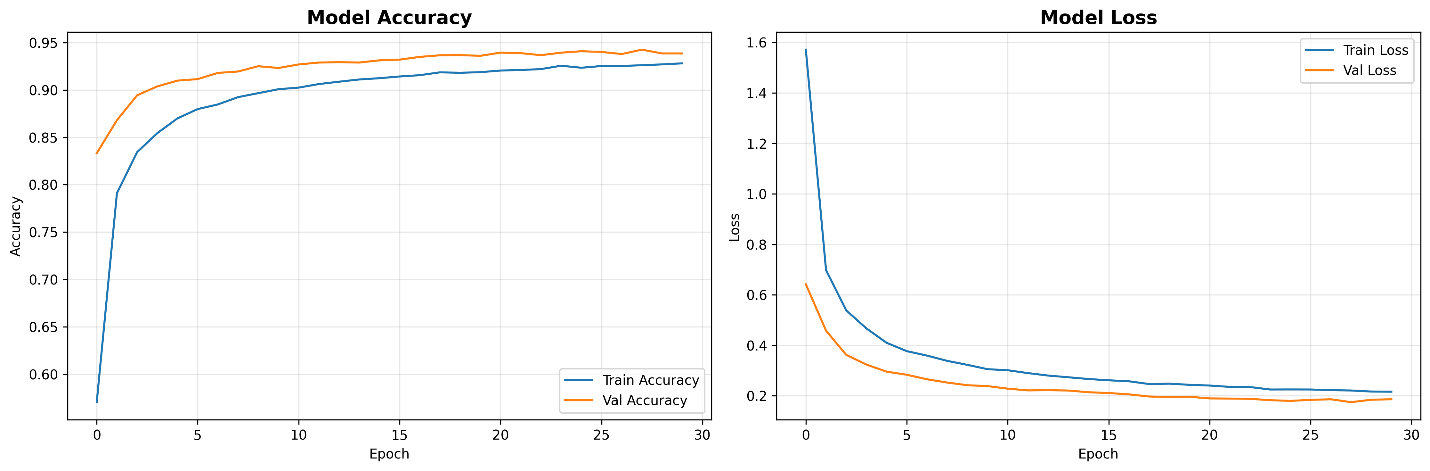 Model Accuracy
0.95
0.90
0.85
0.80
0.75
0.70
0.65
0.60
Accuracy
Train Accuracy
Val Accuracy
0 5 10 15 20 25 30
Epoch
Model Loss
1.6
1.4
1.2
1.0
0.8
0.6
0.4
0.2
Loss
Train Loss
Val Loss
0 5 10 15 20 25 30
Epoch